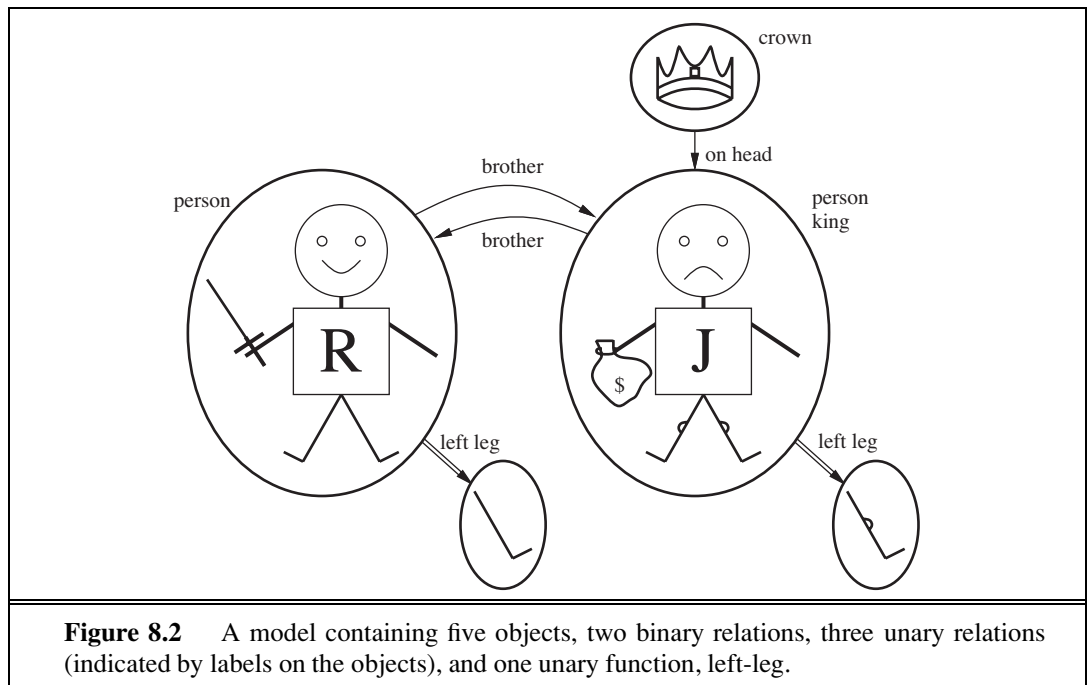 crown
on head
brother
person
person
king
brother
R
J
$
left leg
left leg
Figure 8.2 A model containing five objects, two binary relations, three unary relations
(indicated by labels on the objects), and one unary function, left-leg.